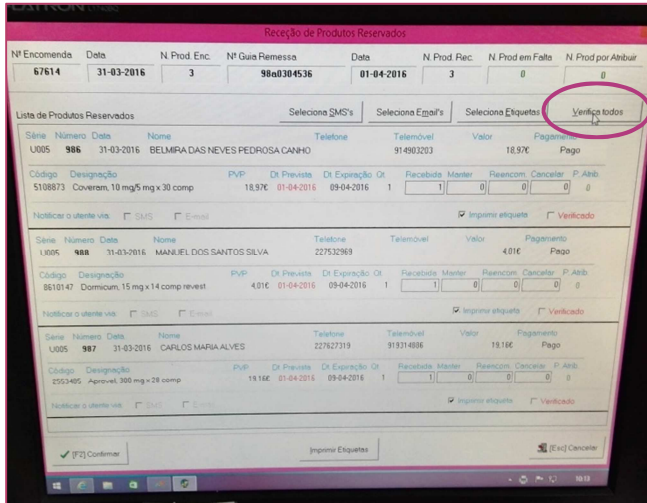 DATRON
Receção de Produtos Reservados
Nº Encomenda Data N. Prod. Enc. Nº Guia Remessa Data N. Prod. Rec. N. Prod em Falta N. Prod por Atribuir
67614 31-03-2016 3 98a0304536 01-04-2016 3 0 0
Lista de Produtos Reservados Seleciona SMS's Seleciona Email's Seleciona Etiquetas Verifica todos
Série Número Data Nome Telefone Telemóvel Valor Pagamento
U005 986 31-03-2016 BELMIRA DAS NEVES PEDROSA CANHO 914903203 18,97€ Pago
Código Designação PVP Dt. Prevista Dt. Expiração Qt Recebida Manter Reencom. Cancelar P. Atrib.
5108873 Coveram, 10 mg/5 mg x 30 comp 18,97€ 01-04-2016 09-04-2016 1 1 0 0 0 0
Notificar o utente via: SMS E-mail Imprimir etiqueta Verificado
Série Número Data Nome Telefone Telemóvel Valor Pagamento
U005 988 31-03-2016 MANUEL DOS SANTOS SILVA 227532969 4,01€ Pago
Código Designação PVP Dt. Prevista Dt. Expiração Qt Recebida Manter Reencom. Cancelar P. Atrib.
8610147 Dormicum, 15 mg x 14 comp revest. 4,01€ 01-04-2016 09-04-2016 1 1 0 0 0 0
Notificar o utente via: SMS E-mail Imprimir etiqueta Verificado
Série Número Data Nome Telefone Telemóvel Valor Pagamento
U005 987 31-03-2016 CARLOS MARIA ALVES 227627319 919314886 19,16€ Pago
Código Designação PVP Dt. Prevista Dt. Expiração Qt Recebida Manter Reencom. Cancelar P. Atrib.
2553405 Aprovel, 300 mg x 28 comp 19,16€ 01-04-2016 09-04-2016 1 1 0 0 0 0
Notificar o utente via: SMS E-mail Imprimir etiqueta Verificado
[F2] Confirmar Imprimir Etiquetas [Esc] Cancelar
18:13